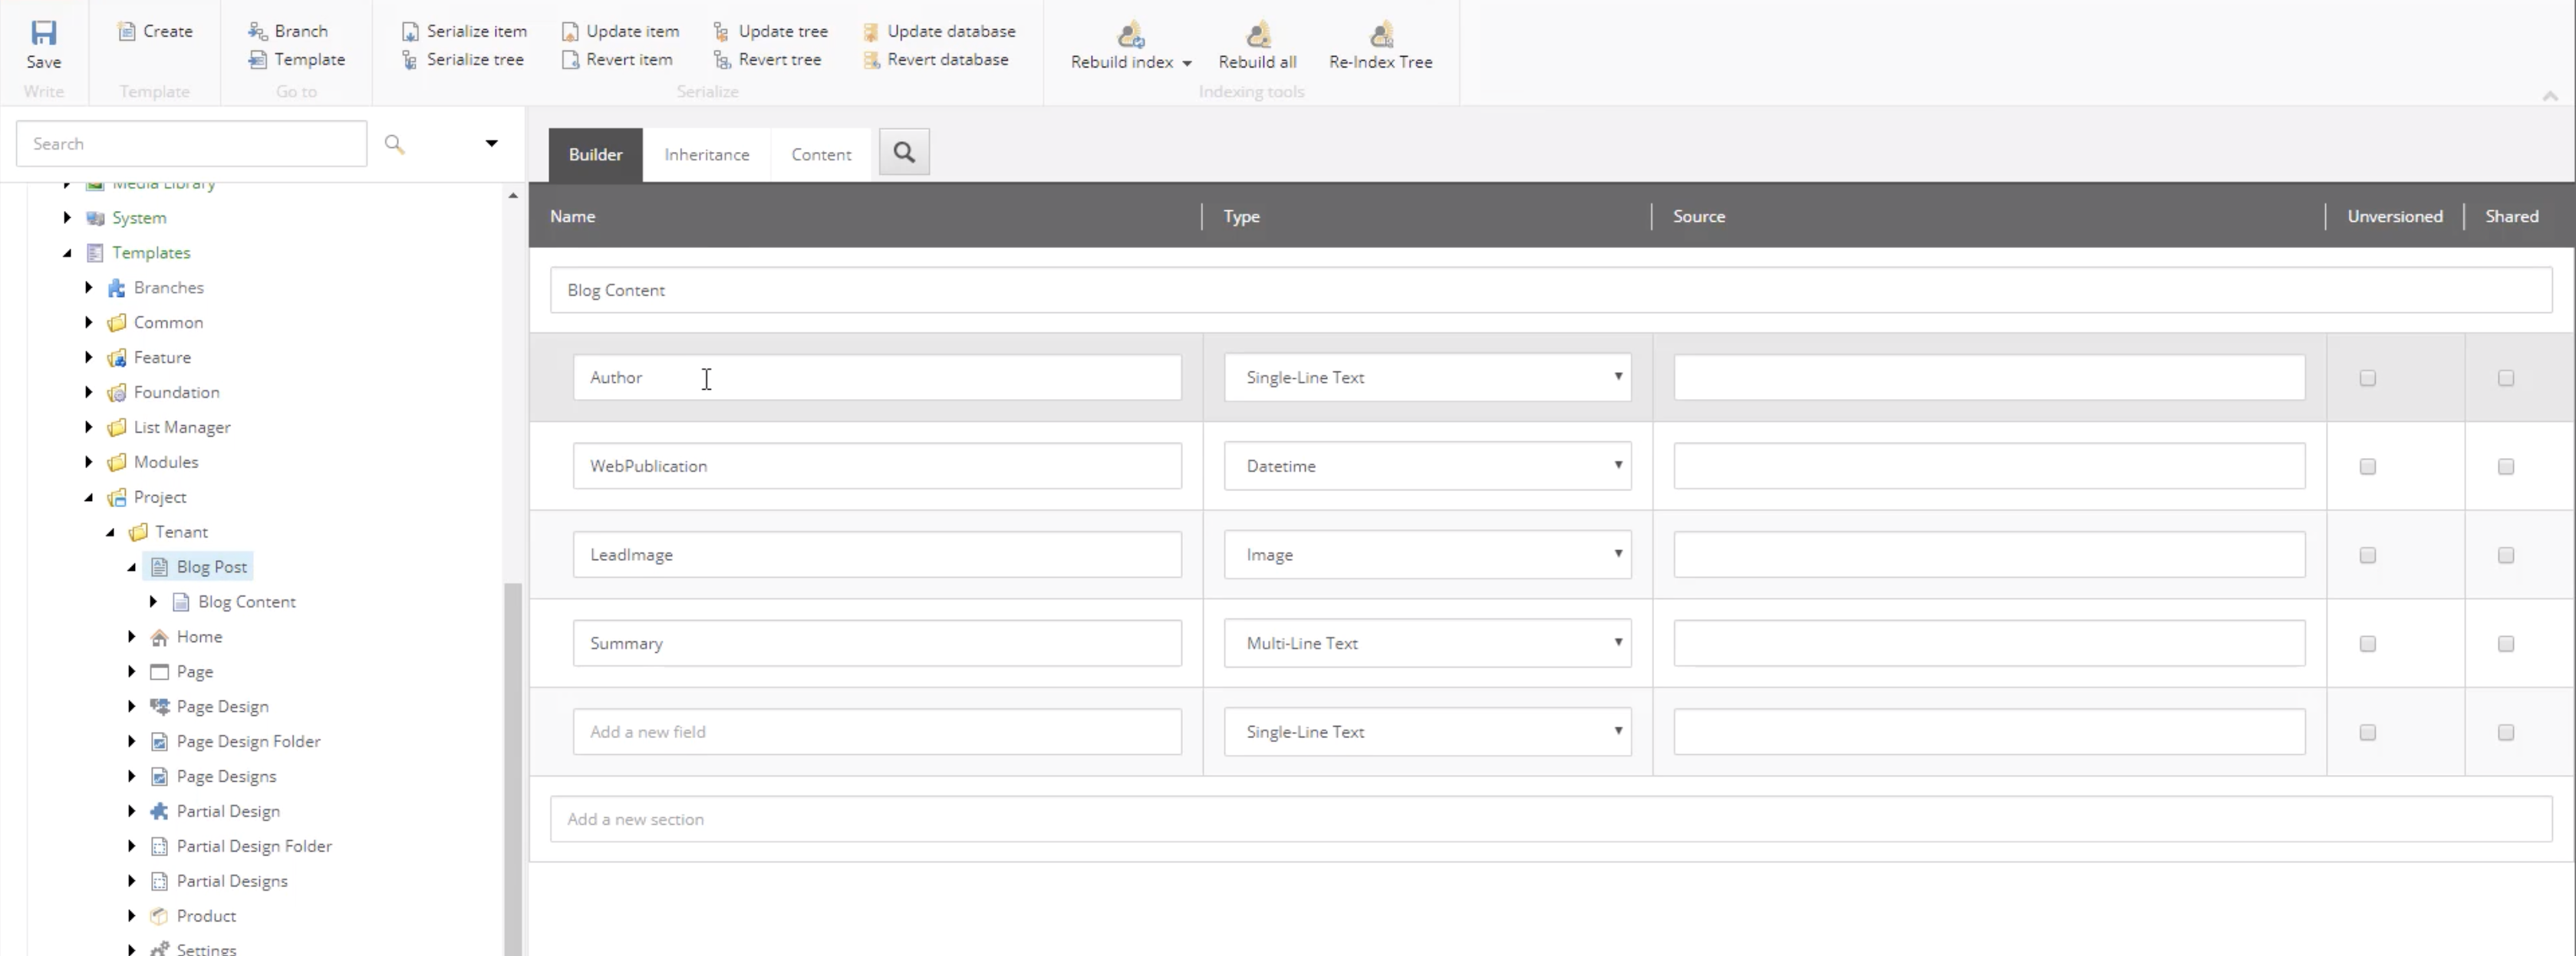 Save
Write
Create
Template
Branch
Template
Go to
Serialize item
Update item
Update tree
Update database
Serialize tree
Revert item
Revert tree
Revert database
Serialize
Rebuild index
Rebuild all
Re-Index Tree
Indexing tools
Search
Media Library
System
Templates
Branches
Common
Feature
Foundation
List Manager
Modules
Project
Tenant
Blog Post
Blog Content
Home
Page
Page Design
Page Design Folder
Page Designs
Partial Design
Partial Design Folder
Partial Designs
Product
Settings
Builder
Inheritance
Content
Name
Type
Source
Unversioned
Shared
Blog Content
Author
Single-Line Text
WebPublication
Datetime
LeadImage
Image
Summary
Multi-Line Text
Add a new field
Single-Line Text
Add a new section